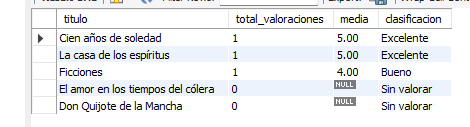 titulo total_valoraciones media clasificacion
Cien años de soledad 1 5.00 Excelente
La casa de los espíritus 1 5.00 Excelente
Ficciones 1 4.00 Bueno
El amor en los tiempos del cólera 0 NULL Sin valorar
Don Quijote de la Mancha 0 NULL Sin valorar